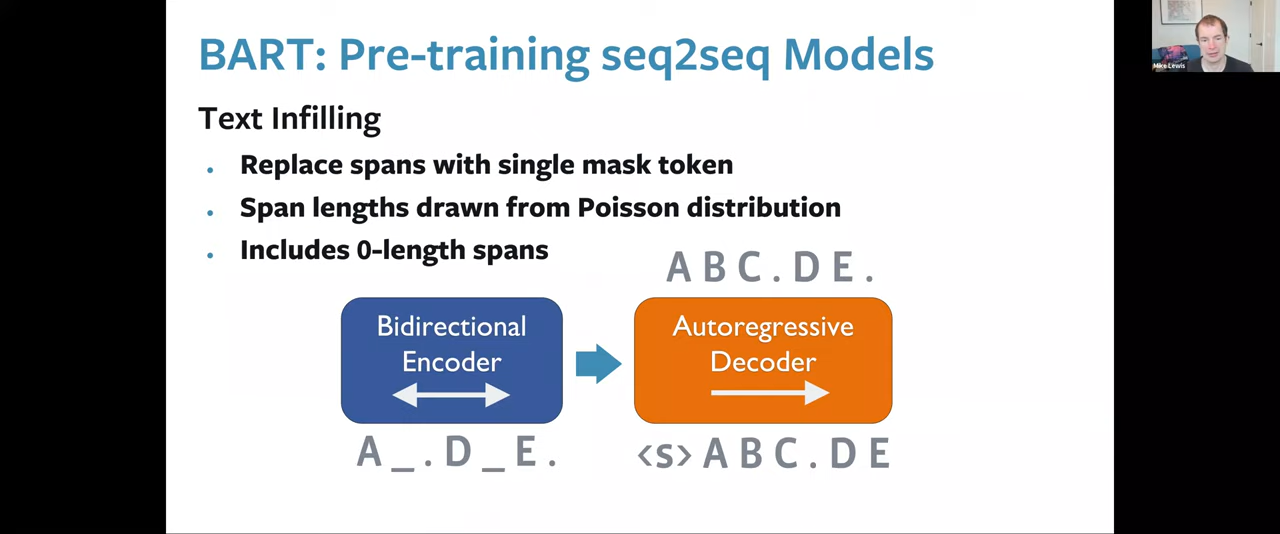 BART: Pre-training seq2seq Models
Mike Lewis
Text Infilling
. Replace spans with single mask token
. Span lengths drawn from Poisson distribution
. Includes 0-length spans
A B C . D E .
Bidirectional
Encoder
Autoregressive
Decoder
A _ . D _ E .
<s> A B C . D E